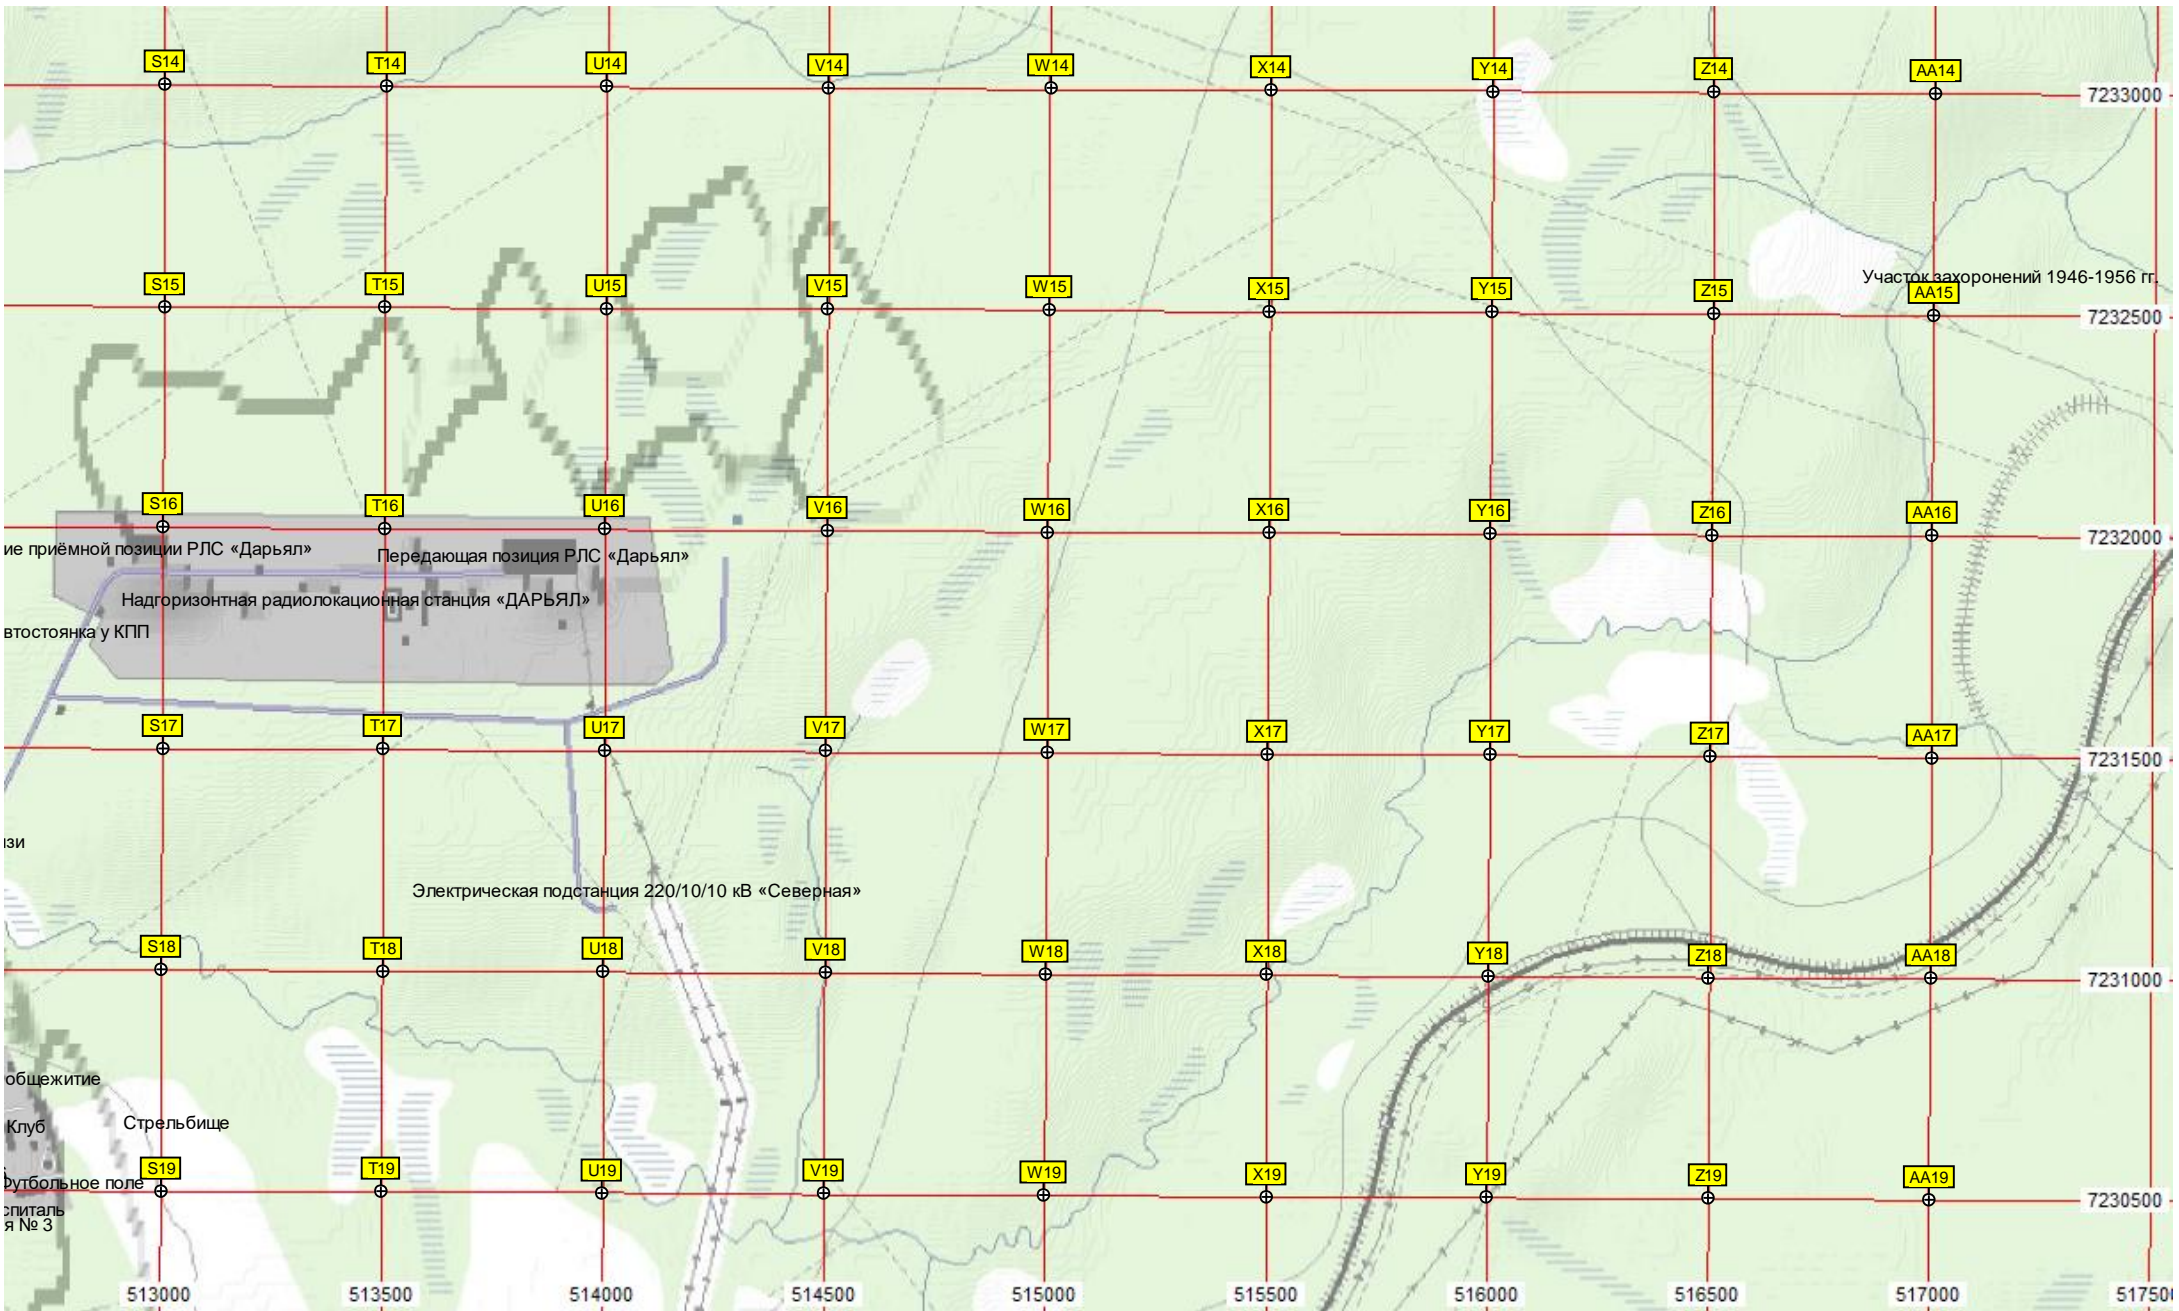 S14 T14 U14 V14 W14 X14 Y14 Z14 AA14
7233000
S15 T15 U15 V15 W15 X15 Y15 Z15 AA15
Участок захоронений 1946-1956 гг.
7232500
S16 T16 U16 V16 W16 X16 Y16 Z16 AA16
7232000
ие приёмной позиции РЛС «Дарьял»
Передающая позиция РЛС «Дарьял»
Надгоризонтная радиолокационная станция «ДАРЬЯЛ»
втостоянка у КПП
S17 T17 U17 V17 W17 X17 Y17 Z17 AA17
7231500
изи
Электрическая подстанция 220/10/10 кВ «Северная»
S18 T18 U18 V18 W18 X18 Y18 Z18 AA18
7231000
общежитие
Клуб
Стрельбище
S19 T19 U19 V19 W19 X19 Y19 Z19 AA19
Футбольное поле
7230500
спиталь
я № 3
513000 513500 514000 514500 515000 515500 516000 516500 517000 517500